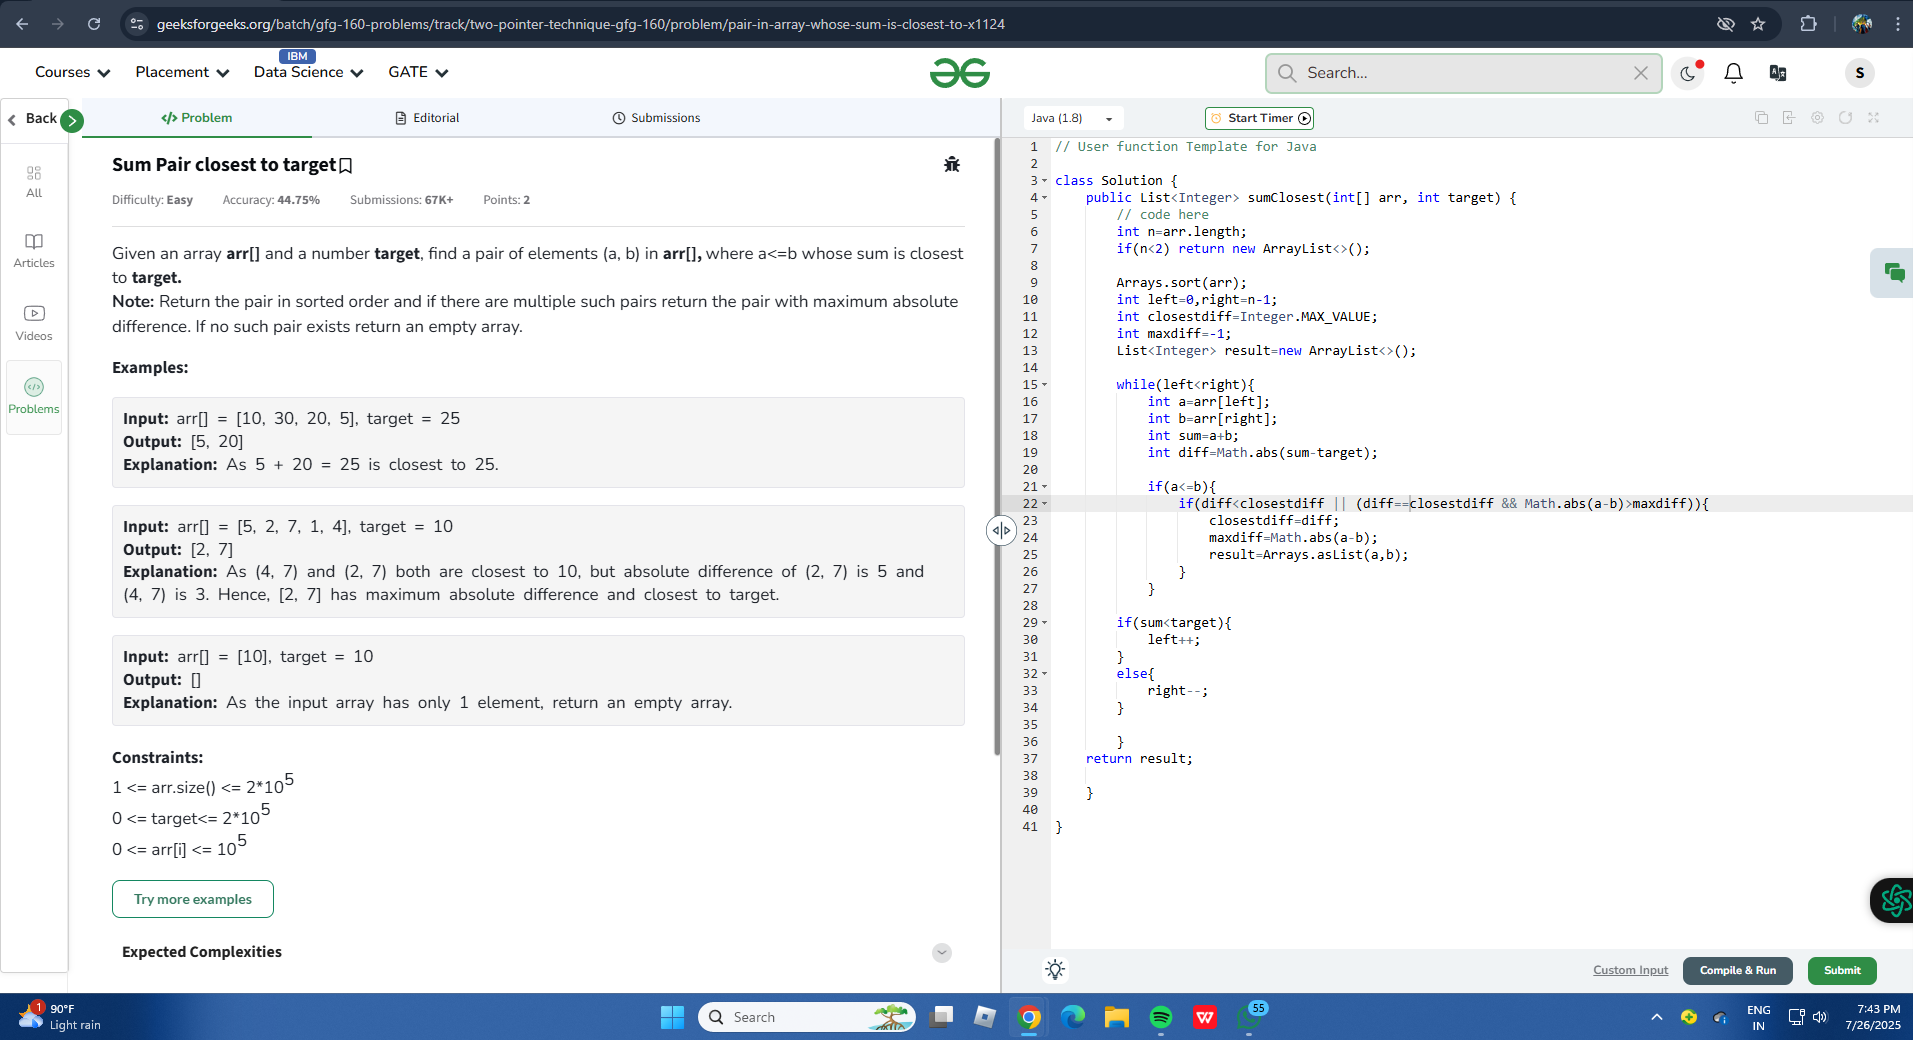 geeksforgeeks.org/batch/gfg-160-problems/track/two-pointer-technique-gfg-160/problem/pair-in-array-whose-sum-is-closest-to-x1124
Courses
Placement
IBM
Data Science
GATE
Search...
S
Back
Problem
Editorial
Submissions
Java (1.8)
Start Timer
All
Articles
Videos
Problems
Sum Pair closest to target
Difficulty: Easy Accuracy: 44.75% Submissions: 67K+ Points: 2
Given an array arr[] and a number target, find a pair of elements (a, b) in arr[], where a<=b whose sum is closest
to target.
Note: Return the pair in sorted order and if there are multiple such pairs return the pair with maximum absolute
difference. If no such pair exists return an empty array.
Examples:
Input: arr[] = [10, 30, 20, 5], target = 25
Output: [5, 20]
Explanation: As 5 + 20 = 25 is closest to 25.
Input: arr[] = [5, 2, 7, 1, 4], target = 10
Output: [2, 7]
Explanation: As (4, 7) and (2, 7) both are closest to 10, but absolute difference of (2, 7) is 5 and
(4, 7) is 3. Hence, [2, 7] has maximum absolute difference and closest to target.
Input: arr[] = [10], target = 10
Output: []
Explanation: As the input array has only 1 element, return an empty array.
Constraints:
1 <= arr.size() <= 2*10^5
0 <= target<= 2*10^5
0 <= arr[i] <= 10^5
Try more examples
Expected Complexities
1 // User function Template for Java
2
3 class Solution {
4 public List<Integer> sumClosest(int[] arr, int target) {
5 // code here
6 int n=arr.length;
7 if(n<2) return new ArrayList<>();
8
9 Arrays.sort(arr);
10 int left=0,right=n-1;
11 int closestdiff=Integer.MAX_VALUE;
12 int maxdiff=-1;
13 List<Integer> result=new ArrayList<>();
14
15 while(left<right){
16 int a=arr[left];
17 int b=arr[right];
18 int sum=a+b;
19 int diff=Math.abs(sum-target);
20
21 if(a<=b){
22 if(diff<closestdiff || (diff==closestdiff && Math.abs(a-b)>maxdiff)){
23 closestdiff=diff;
24 maxdiff=Math.abs(a-b);
25 result=Arrays.asList(a,b);
26 }
27 }
28
29 if(sum<target){
30 left++;
31 }
32 else{
33 right--;
34 }
35
36 }
37 return result;
38
39 }
40
41 }
Custom Input
Compile & Run
Submit
1
90°F
Light rain
Search
55
ENG
IN
7:43 PM
7/26/2025